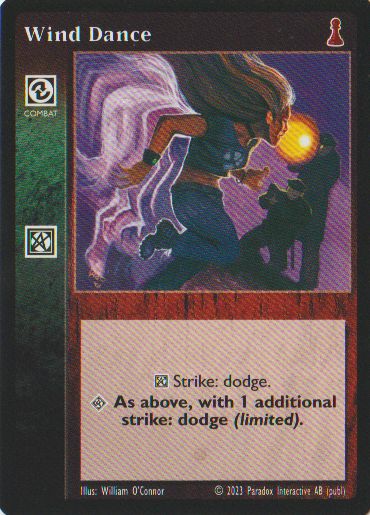 Wind Dance
COMBAT
Strike: dodge.
As above, with 1 additional
strike: dodge (limited).
Illus: William O'Connor © 2023 Paradox Interactive AB (publ)